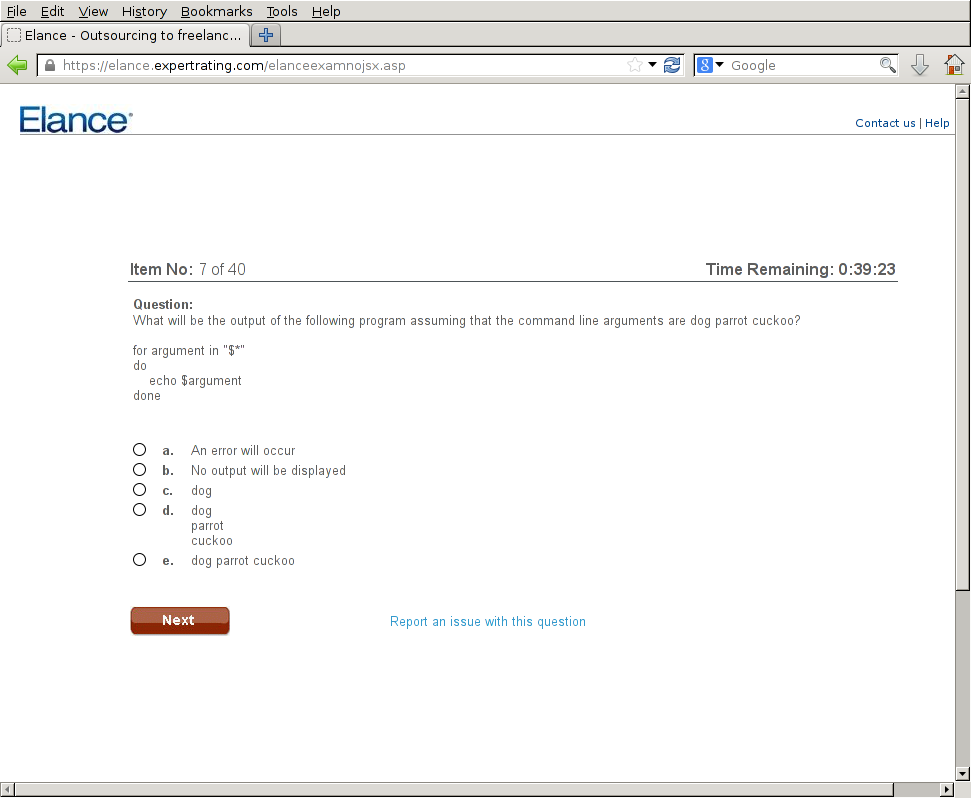 File Edit View History Bookmarks Tools Help
Elance - Outsourcing to freelanc...
https://elance.expertrating.com/elanceexamnojsx.asp
8 Google
Elance
Contact us | Help
Item No: 7 of 40 Time Remaining: 0:39:23
Question:
What will be the output of the following program assuming that the command line arguments are dog parrot cuckoo?
for argument in "$*"
do
echo $argument
done
a. An error will occur
b. No output will be displayed
c. dog
d. dog
parrot
cuckoo
e. dog parrot cuckoo
Next Report an issue with this question